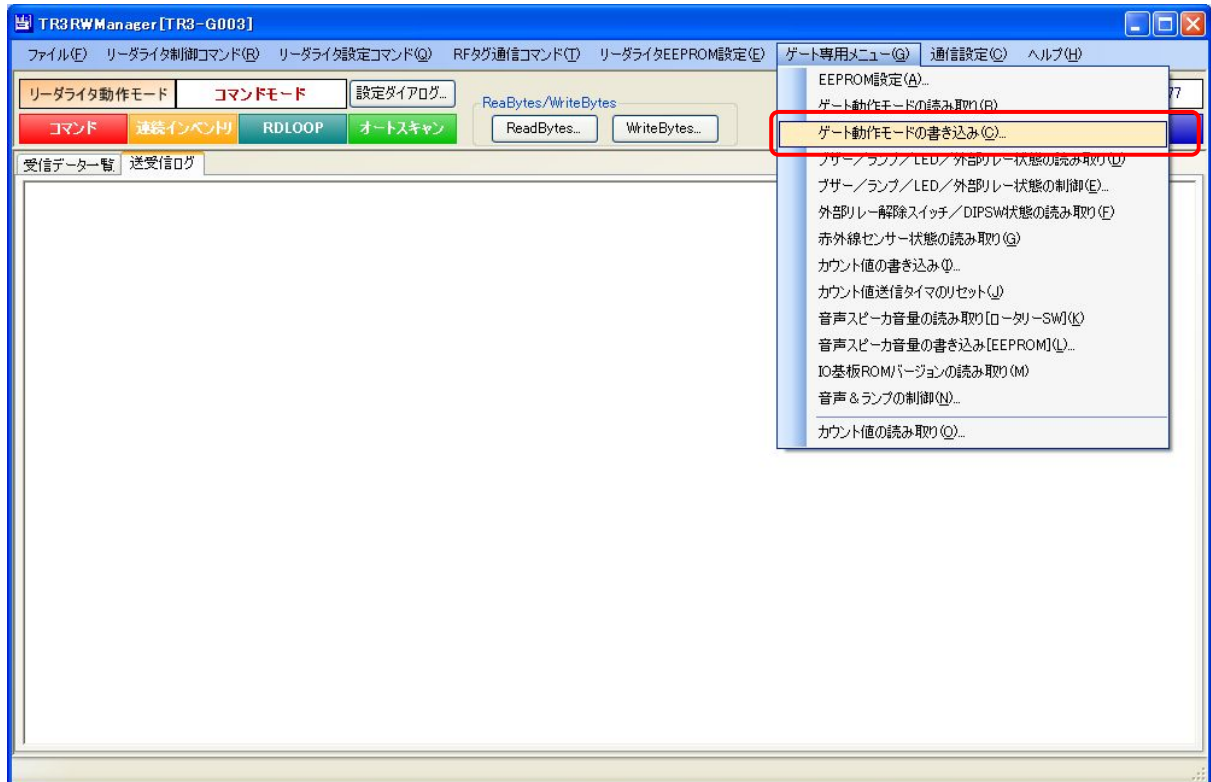 TR3RWManager[TR3-G003]
ファイル(F) リーダライタ制御コマンド(R) リーダライタ設定コマンド(Q) RFタグ通信コマンド(T) リーダライタEEPROM設定(E) ゲート専用メニュー(G) 通信設定(C) ヘルプ(H)
リーダライタ動作モード コマンドモード 設定ダイアログ... ReaBytes/WriteBytes 77
コマンド 連続インベントリ RDLOOP オートスキャン ReadBytes... WriteBytes...
受信データ一覧 送受信ログ
EEPROM設定(A)...
ゲート動作モードの読み取り(B)
ゲート動作モードの書き込み(C)...
ブザー/ランプ/LED/外部リレー状態の読み取り(D)
ブザー/ランプ/LED/外部リレー状態の制御(E)...
外部リレー解除スイッチ/DIPSW状態の読み取り(F)
赤外線センサー状態の読み取り(G)
カウント値の書き込み(I)...
カウント値送信タイマのリセット(J)
音声スピーカ音量の読み取り[ロータリーSW](K)
音声スピーカ音量の書き込み[EEPROM](L)...
IO基板ROMバージョンの読み取り(M)
音声&ランプの制御(N)...
カウント値の読み取り(O)...